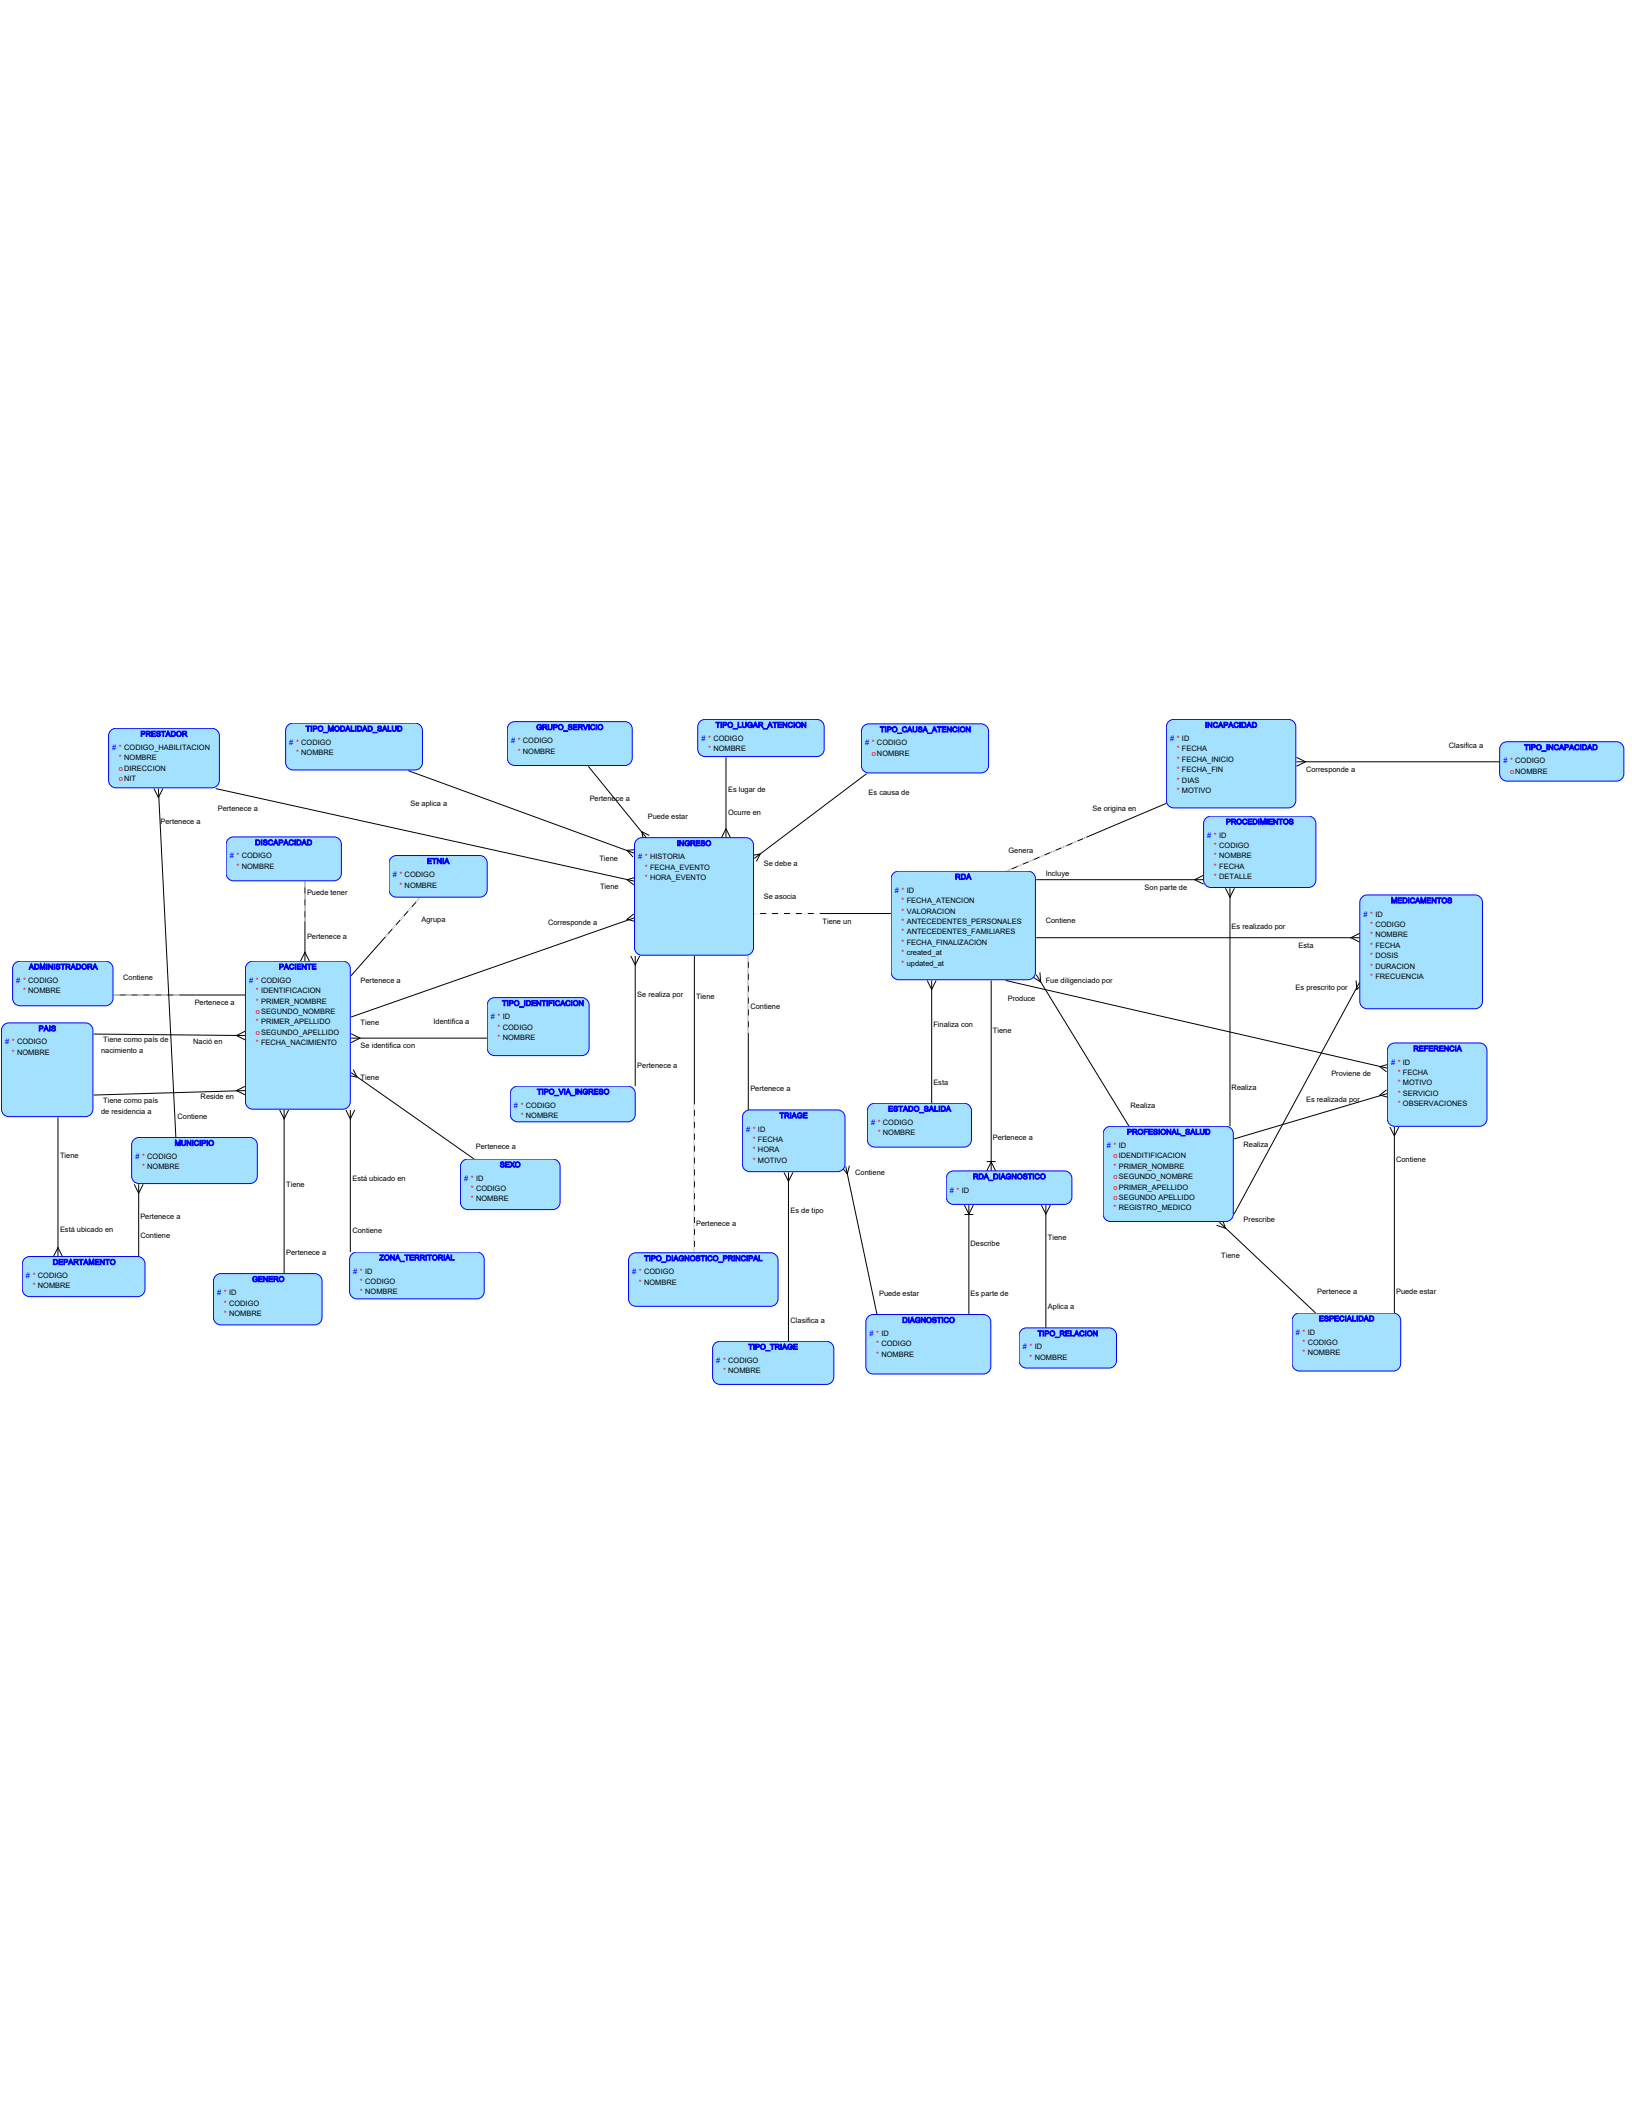 PRESTADOR
# * CODIGO_HABILITACION
* NOMBRE
o DIRECCION
o NIT
TIPO_MODALIDAD_SALUD
# * CODIGO
* NOMBRE
GRUPO_SERVICIO
# * CODIGO
* NOMBRE
TIPO_LUGAR_ATENCION
# * CODIGO
* NOMBRE
TIPO_CAUSA_ATENCION
# * CODIGO
o NOMBRE
INCAPACIDAD
# * ID
* FECHA
* FECHA_INICIO
* FECHA_FIN
* DIAS
* MOTIVO
Clasifica a
Corresponde a
TIPO_INCAPACIDAD
# * CODIGO
o NOMBRE
Pertenece a
Pertenece a
Se aplica a
Pertenece a
Puede estar
Es lugar de
Ocurre en
Es causa de
Se debe a
Se origina en
Genera
Tiene
Tiene
DISCAPACIDAD
# * CODIGO
* NOMBRE
ETNIA
# * CODIGO
* NOMBRE
INGRESO
# * HISTORIA
* FECHA_EVENTO
* HORA_EVENTO
RDA
# * ID
* FECHA_ATENCION
* VALORACION
* ANTECEDENTES_PERSONALES
* ANTECEDENTES_FAMILIARES
* FECHA_FINALIZACION
* created_at
* updated_at
PROCEDIMIENTOS
# * ID
* CODIGO
* NOMBRE
* FECHA
* DETALLE
Incluye
Son parte de
MEDICAMENTOS
# * ID
* CODIGO
* NOMBRE
* FECHA
* DOSIS
* DURACION
* FRECUENCIA
Puede tener
Pertenece a
Agrupa
Pertenece a
Corresponde a
Tiene
Se asocia
Tiene un
Contiene
Esta
Es realizado por
Realiza
Es prescrito por
Prescribe
ADMINISTRADORA
# * CODIGO
* NOMBRE
Contiene
Pertenece a
PACIENTE
# * CODIGO
* IDENTIFICACION
* PRIMER_NOMBRE
o SEGUNDO_NOMBRE
* PRIMER_APELLIDO
o SEGUNDO_APELLIDO
* FECHA_NACIMIENTO
TIPO_IDENTIFICACION
# * ID
* CODIGO
* NOMBRE
Identifica a
Se identifica con
PAIS
# * CODIGO
* NOMBRE
Tiene como país de
nacimiento a
Nació en
Tiene como país
de residencia a
Reside en
Tiene
Pertenece a
Se realiza por
Pertenece a
Tiene
Pertenece a
Contiene
Pertenece a
Finaliza con
Esta
Tiene
Pertenece a
Produce
Proviene de
Fue diligenciado por
Realiza
REFERENCIA
# * ID
* FECHA
* MOTIVO
* SERVICIO
* OBSERVACIONES
Es realizada por
Realiza
TIPO_VIA_INGRESO
# * CODIGO
* NOMBRE
TRIAGE
# * ID
* FECHA
* HORA
* MOTIVO
ESTADO_SALIDA
# * CODIGO
* NOMBRE
PROFESIONAL_SALUD
# * ID
o IDENDITIFICACION
* PRIMER_NOMBRE
o SEGUNDO_NOMBRE
o PRIMER_APELLIDO
o SEGUNDO APELLIDO
* REGISTRO_MEDICO
Contiene
MUNICIPIO
# * CODIGO
* NOMBRE
SEXO
# * ID
* CODIGO
* NOMBRE
RDA_DIAGNOSTICO
# * ID
Tiene
Está ubicado en
Pertenece a
Contiene
Tiene
Pertenece a
Está ubicado en
Contiene
Es de tipo
Clasifica a
Contiene
Puede estar
Describe
Es parte de
Tiene
Aplica a
Tiene
Pertenece a
Contiene
Puede estar
DEPARTAMENTO
# * CODIGO
* NOMBRE
GENERO
# * ID
* CODIGO
* NOMBRE
ZONA_TERRITORIAL
# * ID
* CODIGO
* NOMBRE
TIPO_DIAGNOSTICO_PRINCIPAL
# * CODIGO
* NOMBRE
TIPO_TRIAGE
# * CODIGO
* NOMBRE
DIAGNOSTICO
# * ID
* CODIGO
* NOMBRE
TIPO_RELACION
# * ID
* NOMBRE
ESPECIALIDAD
# * ID
* CODIGO
* NOMBRE